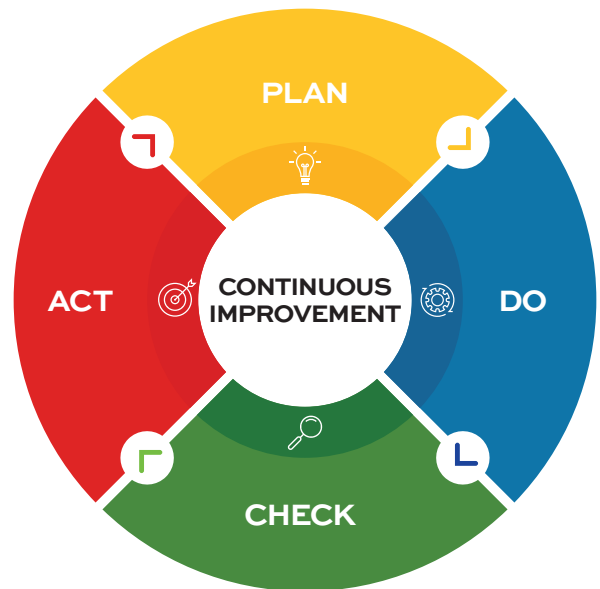 PLAN
ACT
CONTINUOUS
IMPROVEMENT
DO
CHECK